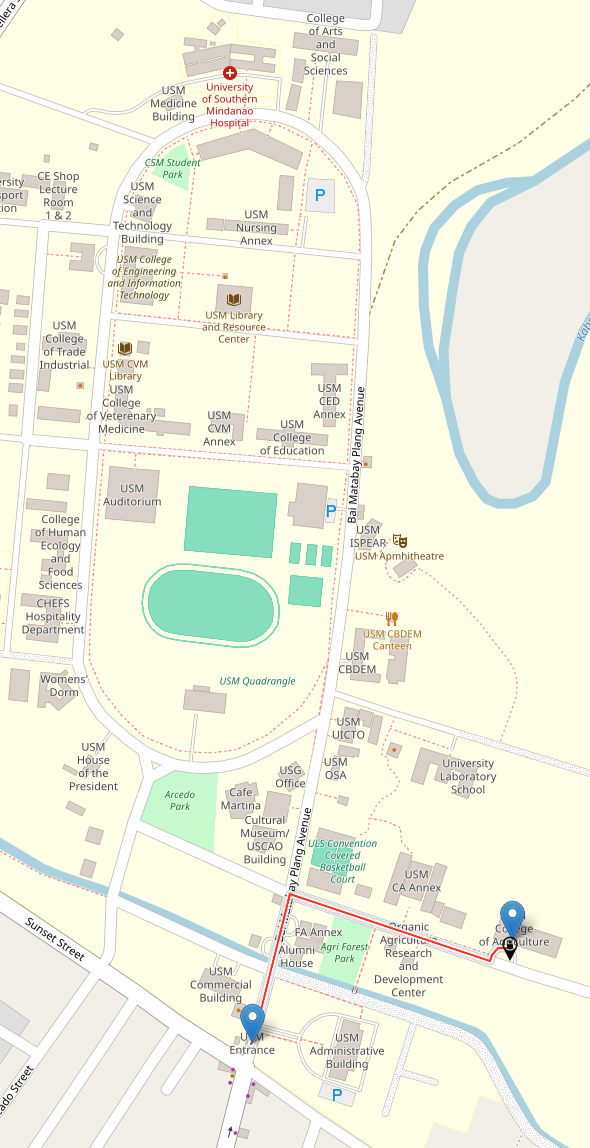 College
of Arts
and
Social
Sciences
USM
Medicine
Building
University
of Southern
Mindanao
Hospital
CSM Student
Park
P
CE Shop
Lecture
Room
1 & 2
USM
Science
and
Technology
Building
USM
Nursing
Annex
USM College
of Engineering
and Information
Technology
USM Library
and Resource
Center
USM
College
of Trade
Industrial
USM CVM
Library
USM
College
of Veterenary
Medicine
USM
CED
Annex
USM
CVM
Annex
USM
College
of Education
Bai Matabay Plang Avenue
USM
Auditorium
P
USM
ISPEAR
USM Apmhitheatre
College
of Human
Ecology
and
Food
Sciences
CHEFS
Hospitality
Department
USM CBDEM
Canteen
USM
CBDEM
Womens'
Dorm
USM Quadrangle
USM
UICTO
USM
House
of the
President
USM
OSA
University
Laboratory
School
USG
Office
Arcedo
Park
Cafe
Martina
Cultural
Museum/
USCAO
Building
Plang Avenue
ULS Convention
Covered
Basketball
Court
USM
CA Annex
College
of Agriculture
FA Annex
Alumni
House
Agri Forest
Park
Organic
Agriculture
Research
and
Development
Center
Sunset Street
USM
Commercial
Building
USM
Entrance
USM
Administrative
Building
P